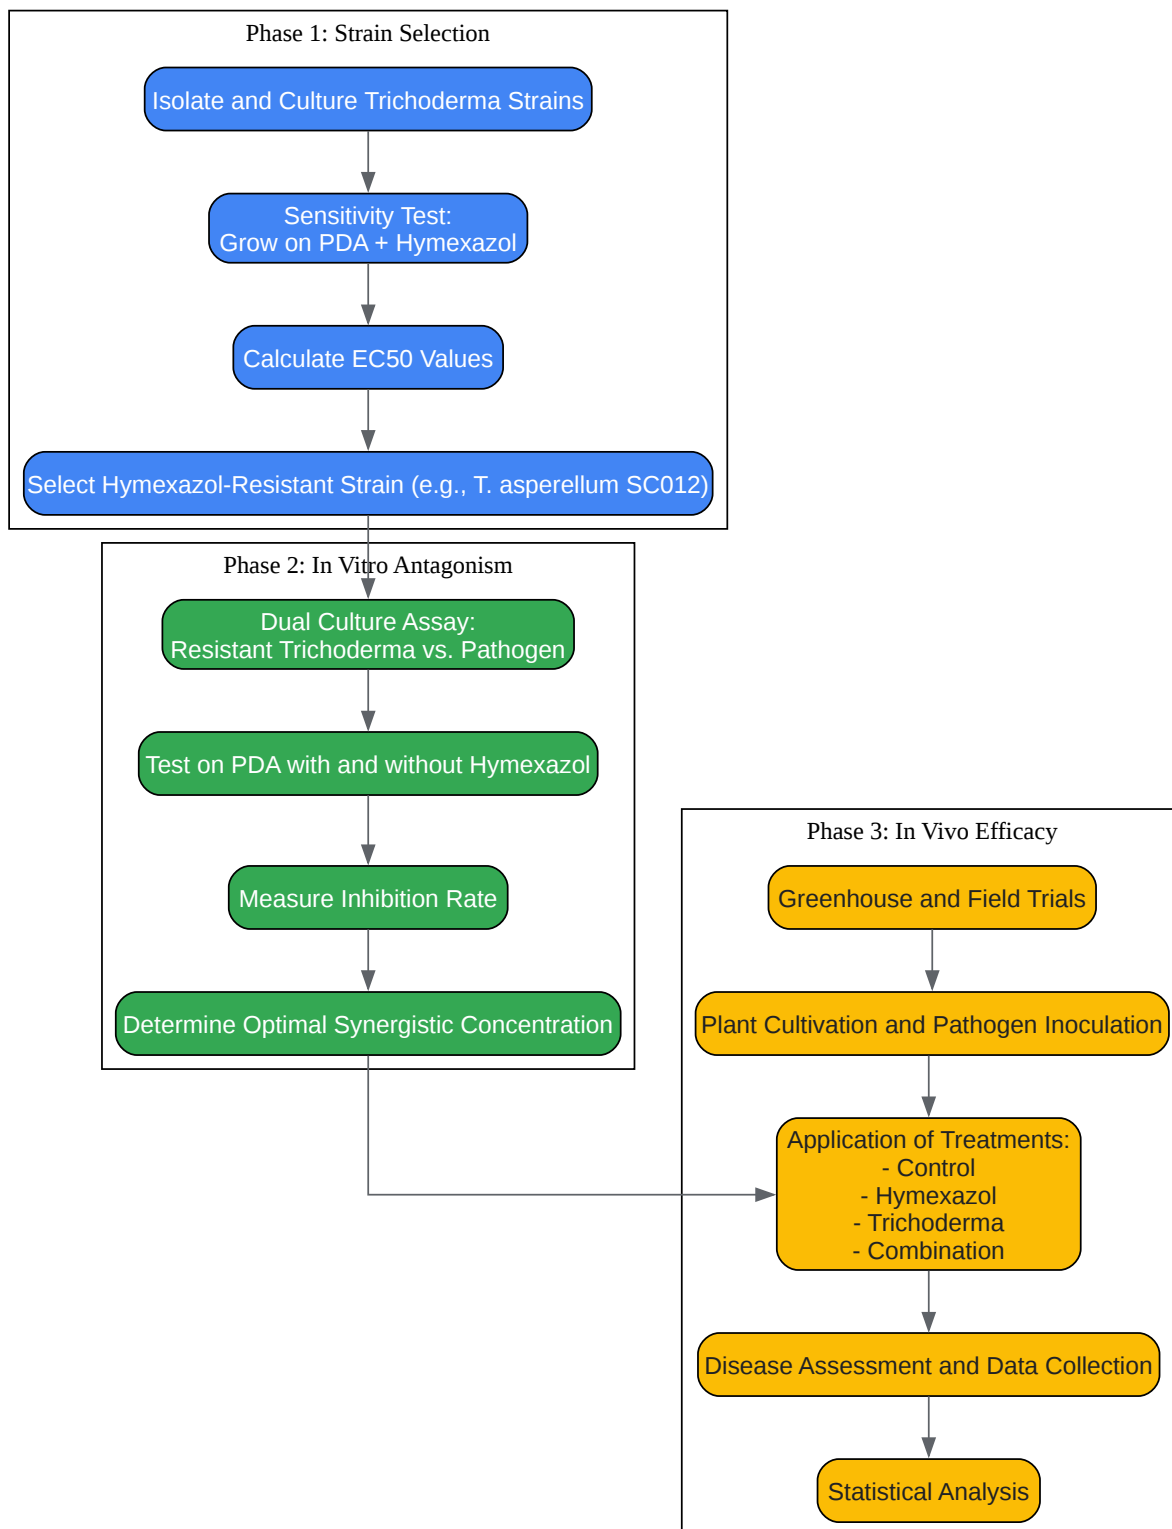 Phase 1: Strain Selection
Isolate and Culture Trichoderma Strains
Sensitivity Test:
Grow on PDA + Hymexazol
Calculate EC50 Values
Select Hymexazol-Resistant Strain (e.g., T. asperellum SC012)
Phase 2: In Vitro Antagonism
Dual Culture Assay:
Resistant Trichoderma vs. Pathogen
Test on PDA with and without Hymexazol
Measure Inhibition Rate
Determine Optimal Synergistic Concentration
Phase 3: In Vivo Efficacy
Greenhouse and Field Trials
Plant Cultivation and Pathogen Inoculation
Application of Treatments:
- Control
- Hymexazol
- Trichoderma
- Combination
Disease Assessment and Data Collection
Statistical Analysis